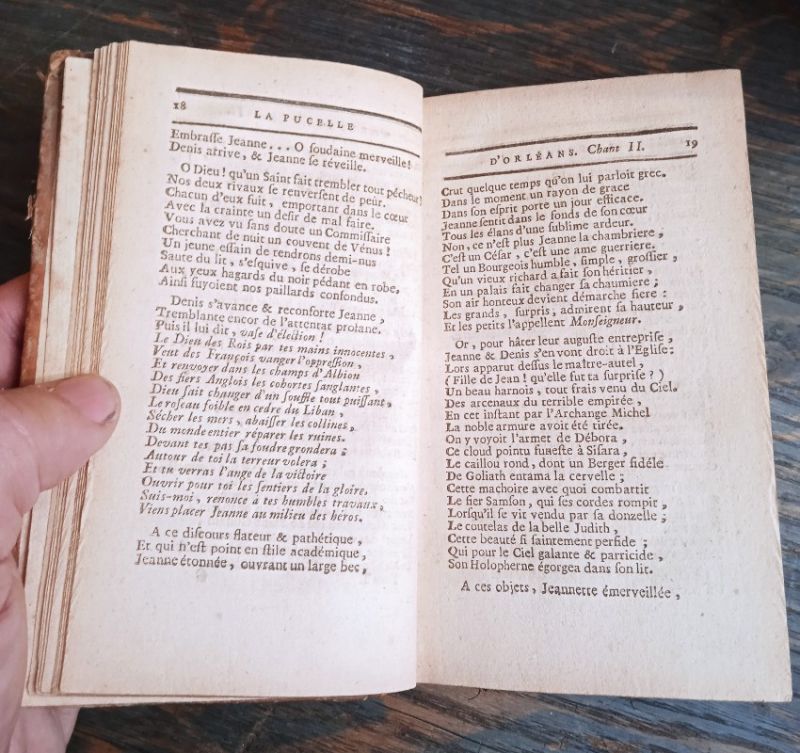 18 LA PUCELLE
Embrasse Jeanne... O soudaine merveille!
Denis arrive, & Jeanne se réveille.
O Dieu! qu'un Saint fait trembler tout pécheur!
Nos deux rivaux se renversent de peur.
Chacun d'eux fuit, emportant dans le cœur
Avec la crainte un desir de mal faire.
Vous avez vu sans doute un Commissaire
Cherchant de nuit un couvent de Vénus!
Un jeune essain de tendrons demi-nus
Saute du lit, s'esquive, se dérobe
Aux yeux hagards du noir pédant en robe,
Ainsi fuyoient nos paillards confondus.
Denis s'avance & reconforte Jeanne,
Tremblante encor de l'attentat profane.
Puis il lui dit, vase d'élection!
Le Dieu des Rois par tes mains innocentes,
Veut des François vanger l'oppression,
Et renvoyer dans les champs d'Albion
Des fiers Anglois les cohortes sanglantes,
Dieu sait changer d'un souffle tout puissant,
Le roseau foible en cedre du Liban,
Sécher les mers, abaisser les collines,
Du monde entier réparer les ruines.
Devant tes pas sa foudre grondera;
Autour de toi la terreur volera;
Et tu verras l'ange de la victoire
Ouvrir pour toi les sentiers de la gloire.
Suis-moi, renonce à tes humbles travaux,
Viens placer Jeanne au milieu des héros.
A ce discours flateur & pathétique,
Et qui n'est point en stile académique,
Jeanne étonnée, ouvrant un large bec,
D'ORLÉANS. Chant II. 19
Crut quelque temps qu'on lui parloit grec.
Dans le moment un rayon de grace
Dans son esprit porte un jour efficace.
Jeanne sentit dans le fonds de son cœur
Tous les élans d'une sublime ardeur.
Non, ce n'est plus Jeanne la chambriere,
C'est un César, c'est une ame guerriere.
Tel un Bourgeois humble, simple, grossier,
Qu'un vieux richard a fait son héritier,
En un palais fait changer sa chaumiere;
Son air honteux devient démarche fiere:
Les grands, surpris, admirent sa hauteur,
Et les petits l'appellent Monseigneur.
Or, pour hâter leur auguste entreprise,
Jeanne & Denis s'en vont droit à l'Eglise:
Lors apparut dessus le maître-autel,
(Fille de Jean! qu'elle fut ta surprise?)
Un beau harnois, tout frais venu du Ciel.
Des arcenaux du terrible empirée,
En cet instant par l'Archange Michel
La noble armure avoit été tirée.
On y voyoit l'armet de Débora,
Ce cloud pointu funeste à Sisara,
Le caillou rond, dont un Berger fidéle
De Goliath entama la cervelle;
Cette machoire avec quoi combattit
Le fier Samson, qui ses cordes rompit,
Lorsqu'il se vit vendu par sa donzelle;
Le coutelas de la belle Judith,
Cette beauté si saintement perfide;
Qui pour le Ciel galante & parricide,
Son Holopherne égorgea dans son lit.
A ces objets, Jeannette émerveillée,